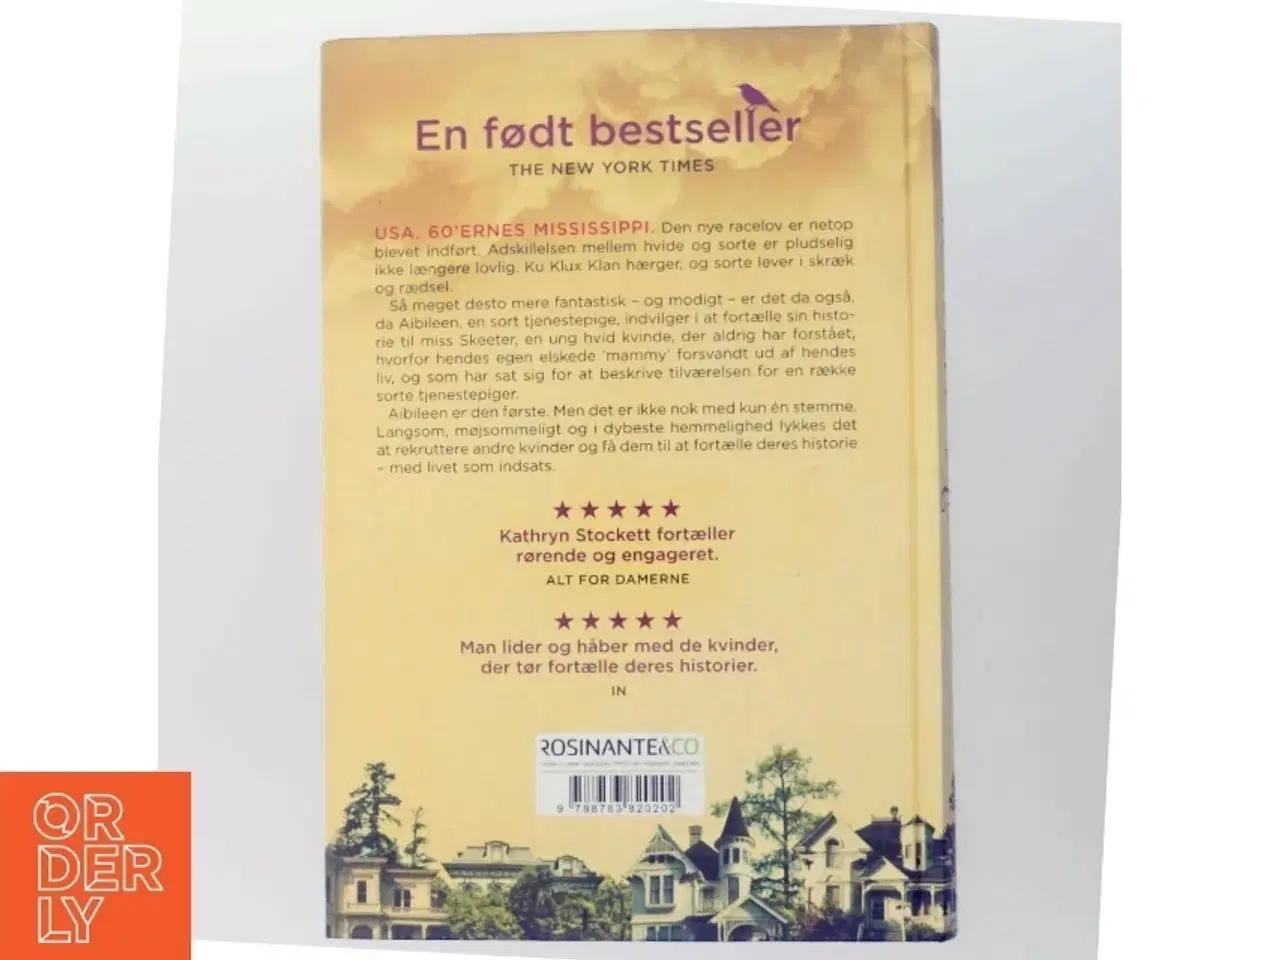 En født bestseller
THE NEW YORK TIMES
USA. 60'ERNES MISSISSIPPI. Den nye racelov er netop
blevet indført. Adskillelsen mellem hvide og sorte er pludselig
ikke længere lovlig. Ku Klux Klan hærger, og sorte lever i skræk
og rædsel.
Så meget desto mere fantastisk – og modigt – er det da også,
da Aibileen, en sort tjenestepige, indvilger i at fortælle sin histo-
rie til miss Skeeter, en ung hvid kvinde, der aldrig har forstået,
hvorfor hendes egen elskede 'mammy' forsvandt ud af hendes
liv, og som har sat sig for at beskrive tilværelsen for en række
sorte tjenestepiger.
Aibileen er den første. Men det er ikke nok med kun én stemme.
Langsom, møjsommeligt og i dybeste hemmelighed lykkes det
at rekruttere andre kvinder og få dem til at fortælle deres historie
– med livet som indsats.
★★★★★
Kathryn Stockett fortæller
rørende og engageret.
ALT FOR DAMERNE
★★★★★
Man lider og håber med de kvinder,
der tør fortælle deres historier.
IN
ROSINANTE&CO
9 788763 820202
ORDERLY